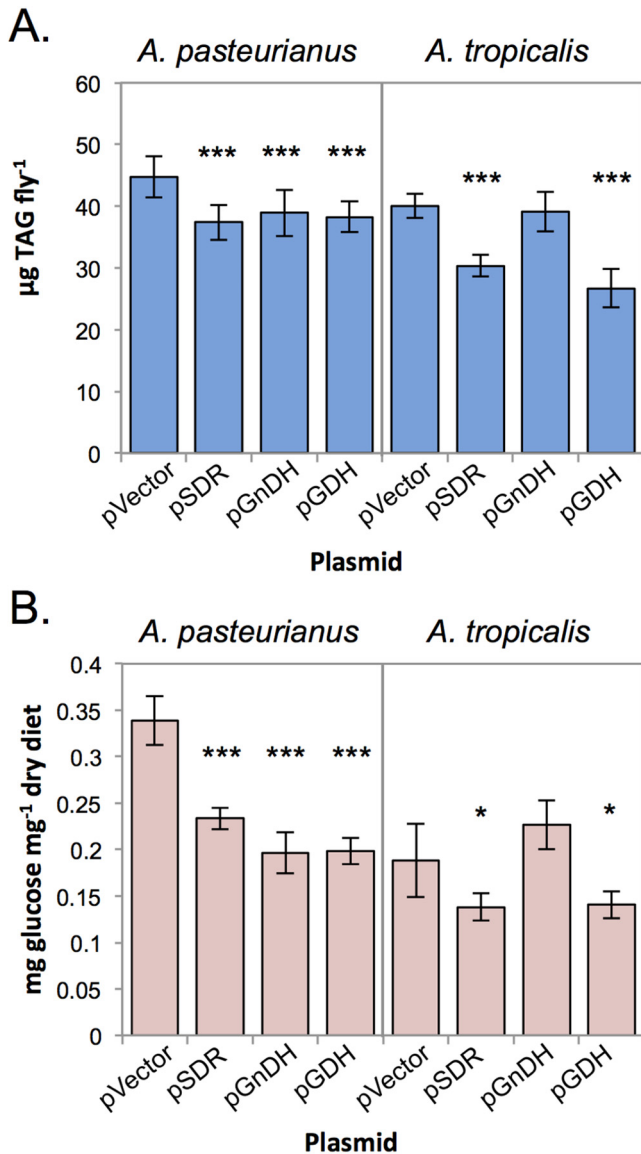 A.
A. pasteurianus A. tropicalis
60
50
40
30
20
10
0
µg TAG fly⁻¹
*** *** *** *** ***
pVector pSDR pGnDH pGDH pVector pSDR pGnDH pGDH
Plasmid
B.
A. pasteurianus A. tropicalis
0.4
0.35
0.3
0.25
0.2
0.15
0.1
0.05
0
mg glucose mg⁻¹ dry diet
*** *** *** * *
pVector pSDR pGnDH pGDH pVector pSDR pGnDH pGDH
Plasmid